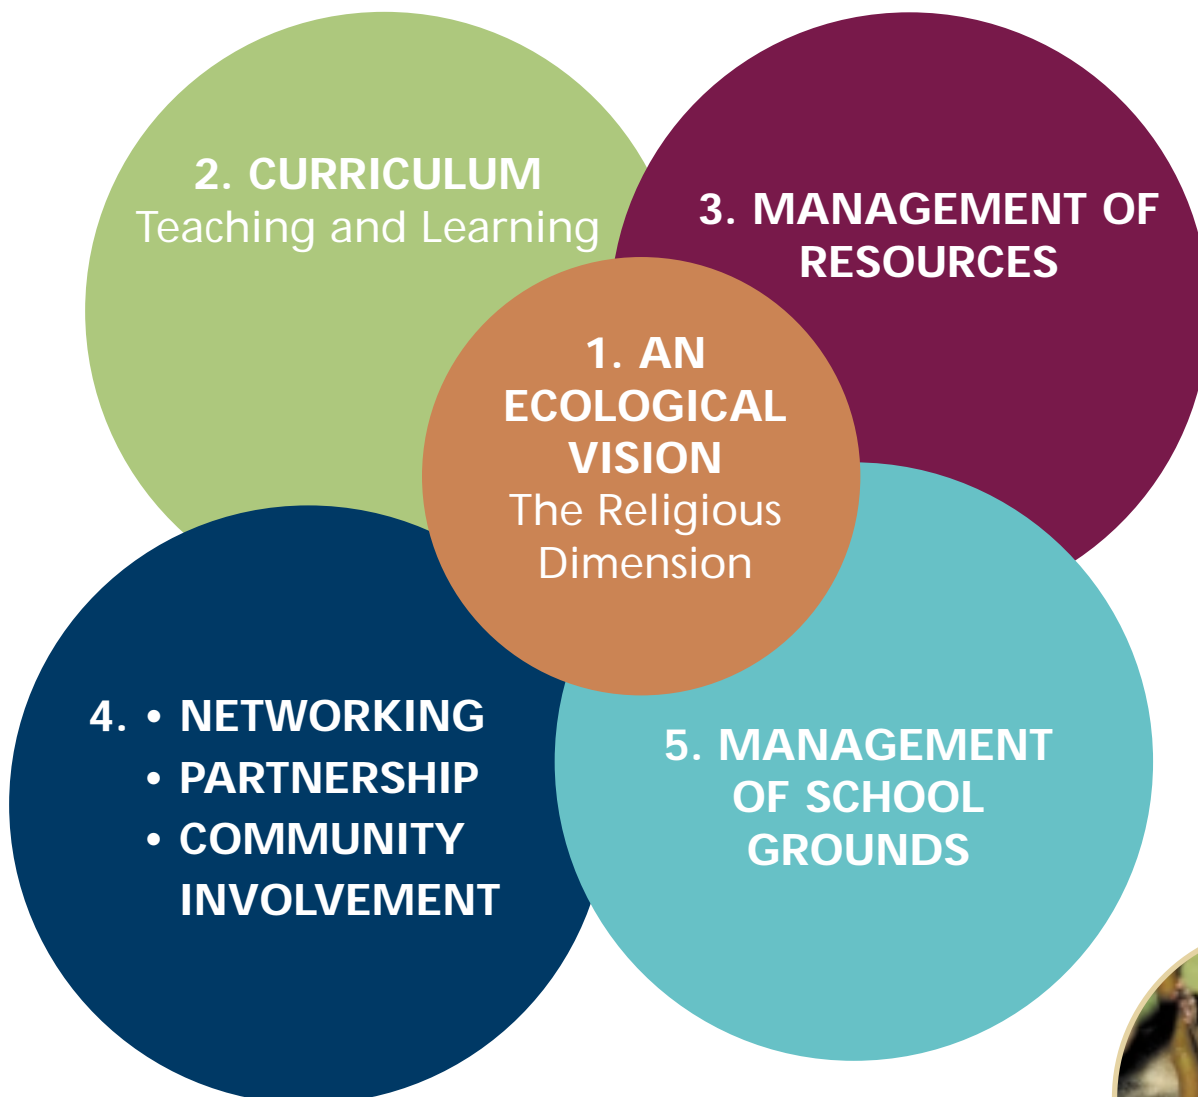 2. CURRICULUM
Teaching and Learning
3. MANAGEMENT OF
RESOURCES
1. AN
ECOLOGICAL
VISION
The Religious
Dimension
4. • NETWORKING
• PARTNERSHIP
• COMMUNITY
INVOLVEMENT
5. MANAGEMENT
OF SCHOOL
GROUNDS